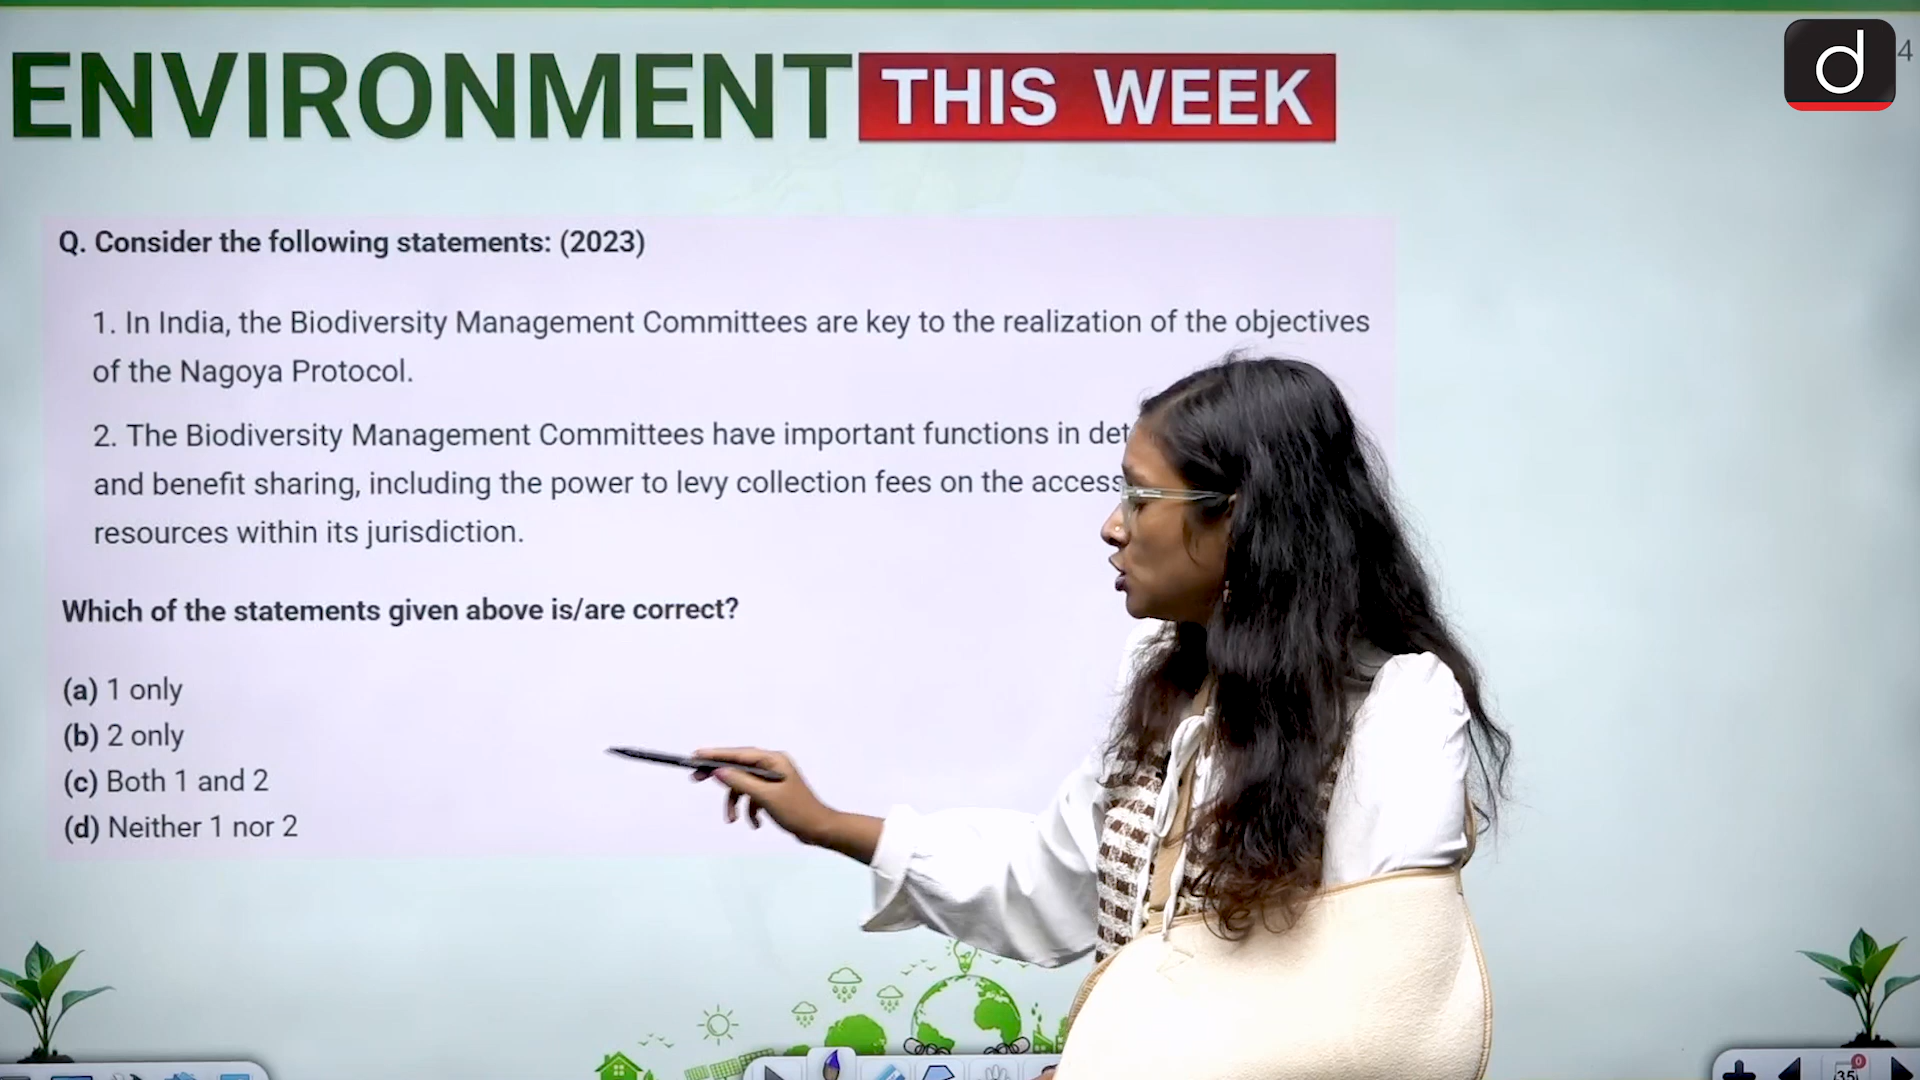 ENVIRONMENT THIS WEEK
d
4
Q. Consider the following statements: (2023)
1. In India, the Biodiversity Management Committees are key to the realization of the objectives
of the Nagoya Protocol.
2. The Biodiversity Management Committees have important functions in
and benefit sharing, including the power to levy collection fees on the access
resources within its jurisdiction.
Which of the statements given above is/are correct?
(a) 1 only
(b) 2 only
(c) Both 1 and 2
(d) Neither 1 nor 2
0
35